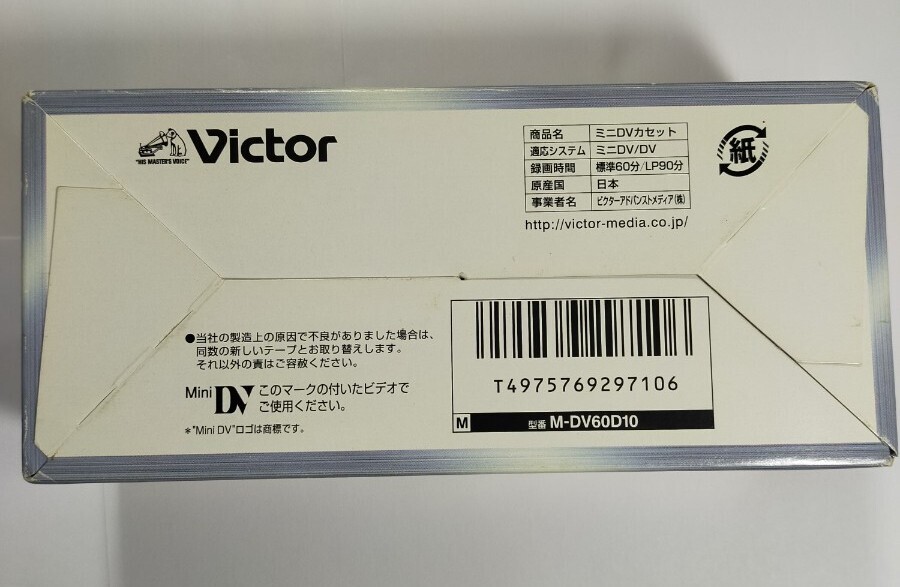 "HIS MASTER'S VOICE"
Victor
商品名 ミニDVカセット
適応システム ミニDV/DV
録画時間 標準60分/LP90分
原産国 日本
事業者名 ビクターアドバンストメディア(株)
http://victor-media.co.jp/
紙
●当社の製造上の原因で不良がありました場合は、
同数の新しいテープとお取り替えします。
それ以外の責はご容赦ください。
Mini DV このマークの付いたビデオで
ご使用ください。
*"Mini DV"ロゴは商標です。
T4975769297106
M 型番 M-DV60D10